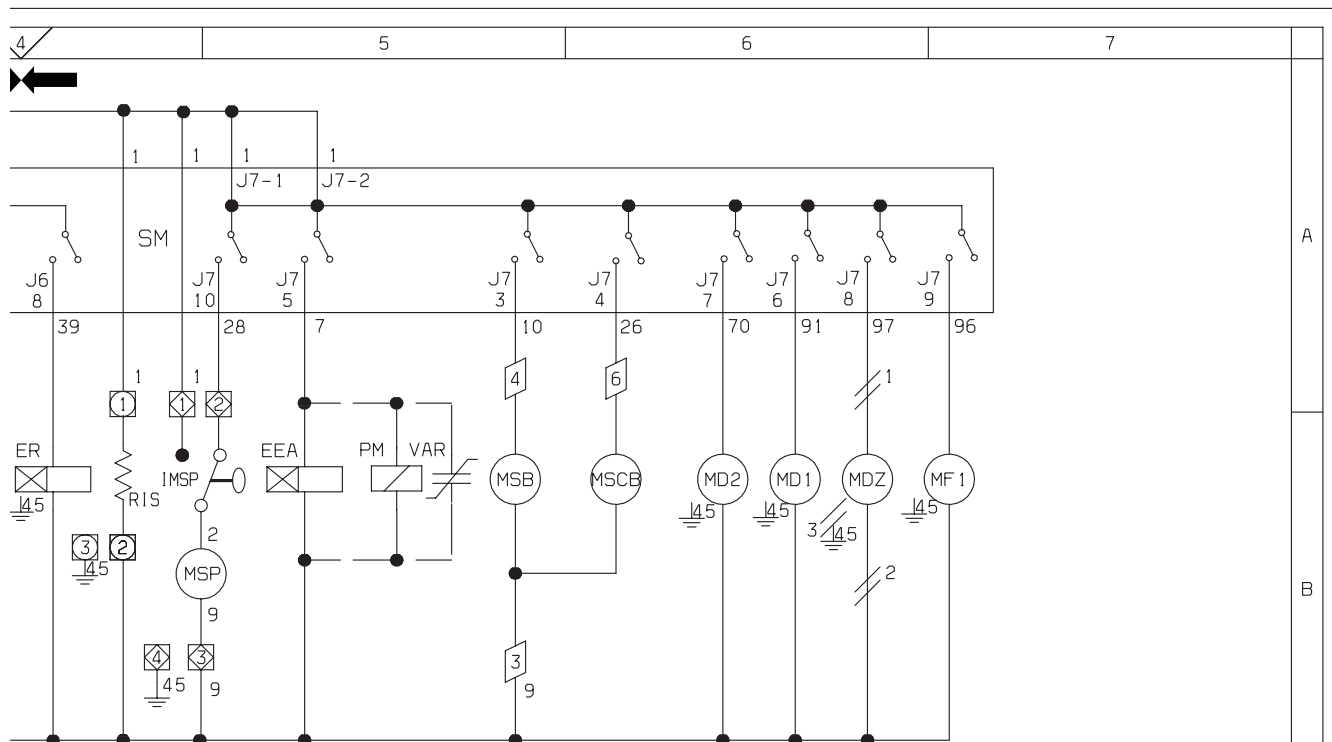 4 5 6 7
1 1 1 1
J7-1 J7-2
SM A
J6 J7 J7 J7 J7 J7 J7 J7 J7
8 10 5 3 4 7 6 8 9
39 28 7 10 26 70 91 97 96
1 1 4 6 1
1 1 2
ER EEA PM VAR
IMSP MSB MSCB MD2 MD1 MDZ MF1
45 RIS 45 45 45
2 3 45
3 2
45 MSP 2 B
9
4 3 3
45 9 9